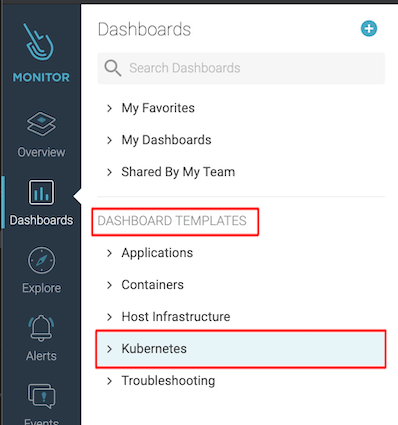 Dashboards
Search Dashboards
My Favorites
My Dashboards
Shared By My Team
DASHBOARD TEMPLATES
Applications
Containers
Host Infrastructure
Kubernetes
Troubleshooting
MONITOR
Overview
Dashboards
Explore
Alerts
Events